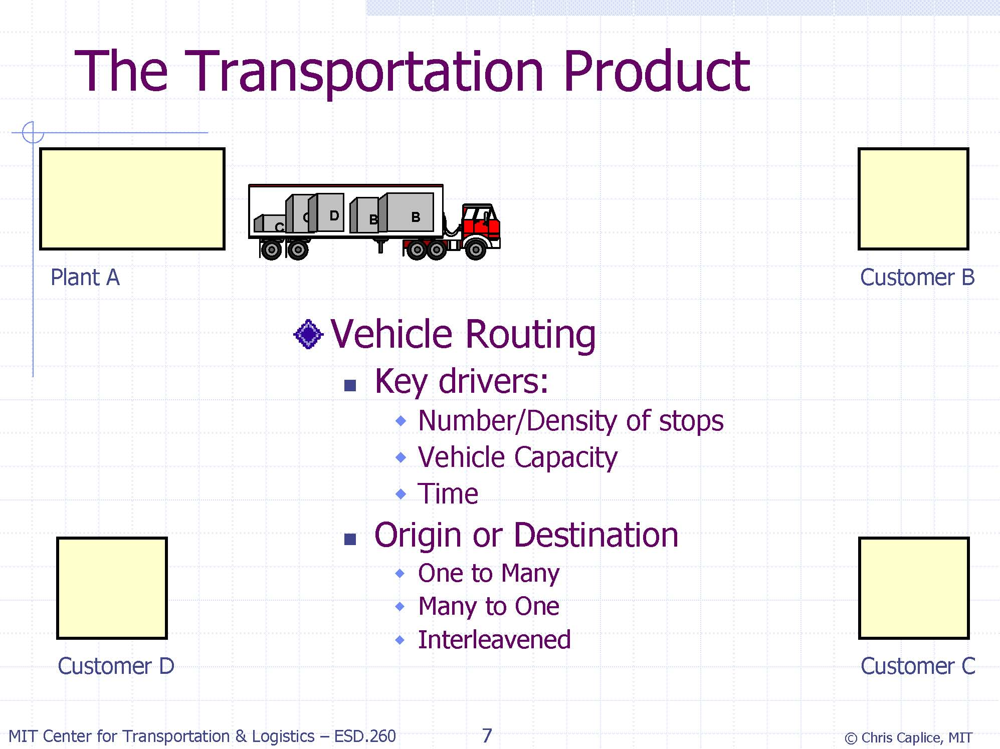 The Transportation Product
C
C
D
B
B
Plant A
Customer B
Vehicle Routing
Key drivers:
Number/Density of stops
Vehicle Capacity
Time
Origin or Destination
One to Many
Many to One
Interleavened
Customer D
Customer C
MIT Center for Transportation & Logistics – ESD.260
7
© Chris Caplice, MIT